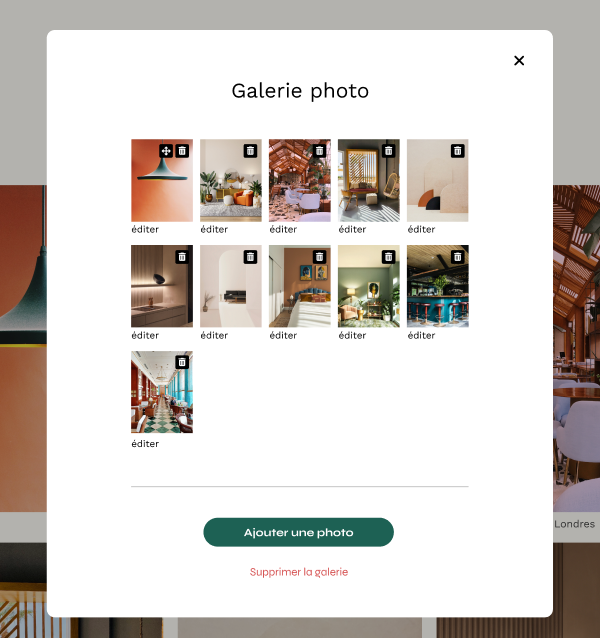 Galerie photo
éditer éditer éditer éditer éditer
éditer éditer éditer éditer éditer
éditer
Ajouter une photo
Supprimer la galerie
Londres